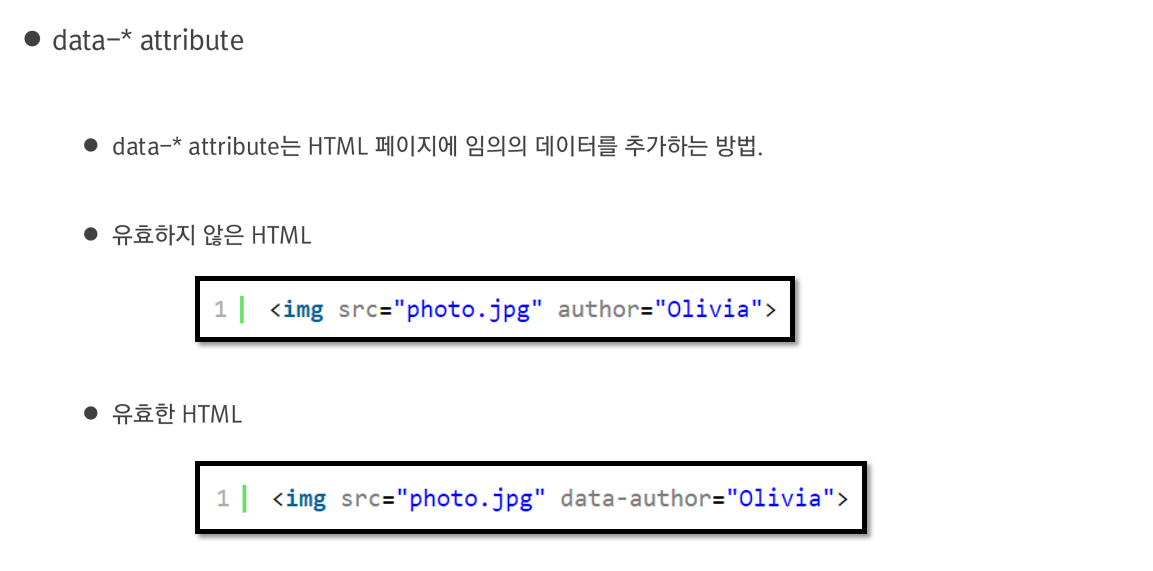 ● data-* attribute
● data-* attribute는 HTML 페이지에 임의의 데이터를 추가하는 방법.
● 유효하지 않은 HTML
1 <img src="photo.jpg" author="Olivia">
● 유효한 HTML
1 <img src="photo.jpg" data-author="Olivia">